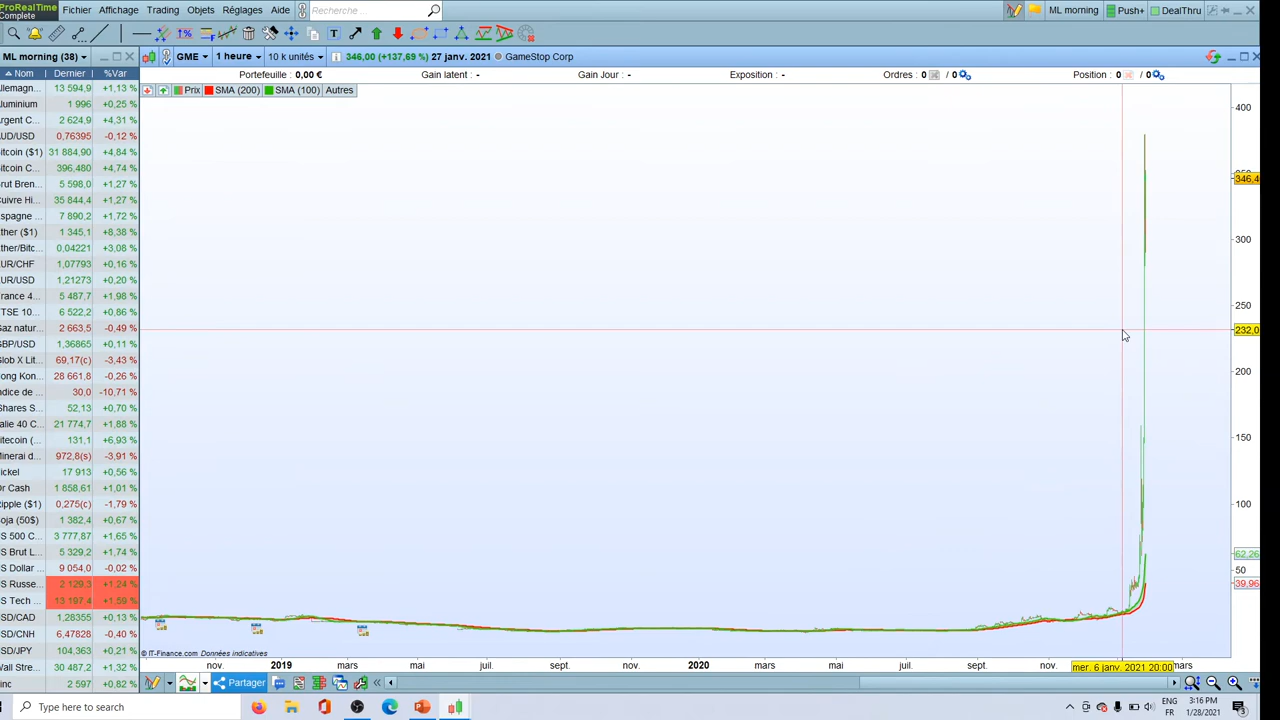 ProRealTime Fichier Affichage Trading Objets Réglages Aide Recherche... ML morning Push+ DealThru
Complete
ML morning (38) GME 1 heure 10 k unités 346,00 (+137,69 %) 27 janv. 2021 GameStop Corp
Nom Dernier %Var Portefeuille : 0,00 € Gain latent : - Gain Jour : - Exposition : - Ordres : 0 / 0 Position : 0 / 0
Prix SMA (200) SMA (100) Autres
llemagn... 13 594,9 +1,13 %
luminium 1 996 +0,25 %
rgent C... 2 624,9 +4,31 %
UD/USD 0,76395 -0,12 %
itcoin ($1) 31 884,90 +4,84 %
itcoin C... 396,480 +4,74 %
rut Bren... 5 598,0 +1,27 %
uivre Hi... 35 844,4 +1,27 %
spagne ... 7 890,2 +1,72 %
ther ($1) 1 345,1 +8,38 %
ther/Bitc... 0,04221 +3,08 %
UR/CHF 1,07793 +0,16 %
UR/USD 1,21273 +0,20 %
rance 4... 5 487,7 +1,98 %
TSE 10... 6 522,2 +0,86 %
az natur... 2 663,5 -0,49 %
BP/USD 1,36865 +0,11 %
lob X Lit... 69,17(c) -3,43 %
ong Kon... 28 661,8 -0,26 %
ndice de ... 30,0 -10,71 %
Shares S... 52,13 +0,70 %
talie 40 C... 21 774,7 +1,88 %
itecoin (... 131,1 +6,93 %
inerai d... 972,8(s) -3,91 %
ickel 17 913 +0,56 %
r Cash 1 858,61 +1,01 %
ipple ($1) 0,275(c) -1,79 %
oja (50$) 1 382,4 +0,67 %
S 500 C... 3 777,87 +1,65 %
S Brut L... 5 329,2 +1,74 %
S Dollar ... 9 054,0 -0,02 %
S Russe... 2 129,3 +1,24 %
S Tech ... 13 197,4 +1,59 %
SD/CAD 1,28355 +0,13 %
SD/CNH 6,47828 -0,40 %
SD/JPY 104,363 +0,21 %
all Stre... 30 487,2 +1,32 %
inc 2 597 +0,82 %
400
346,4
300
250
232,0
200
150
100
62,26
50
39,96
© IT-Finance.com Données indicatives
nov. 2019 mars mai juil. sept. nov. 2020 mars mai juil. sept. nov. mer. 6 janv. 2021 20:00 mars
Partager
Type here to search ENG 3:16 PM
FR 1/28/2021 3